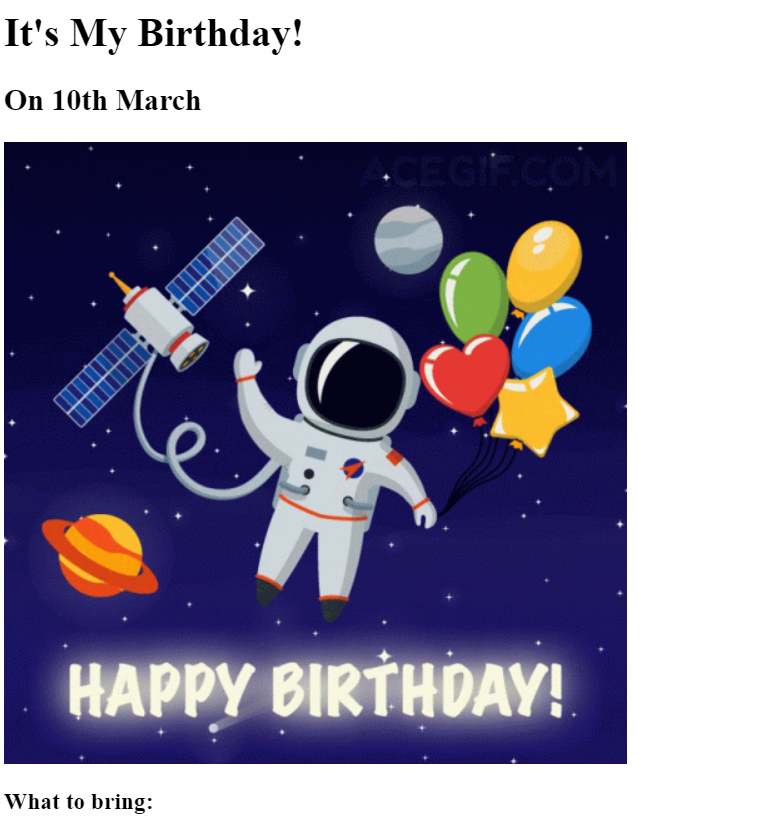 It's My Birthday!
On 10th March
ACEGIF.COM
HAPPY BIRTHDAY!
What to bring: